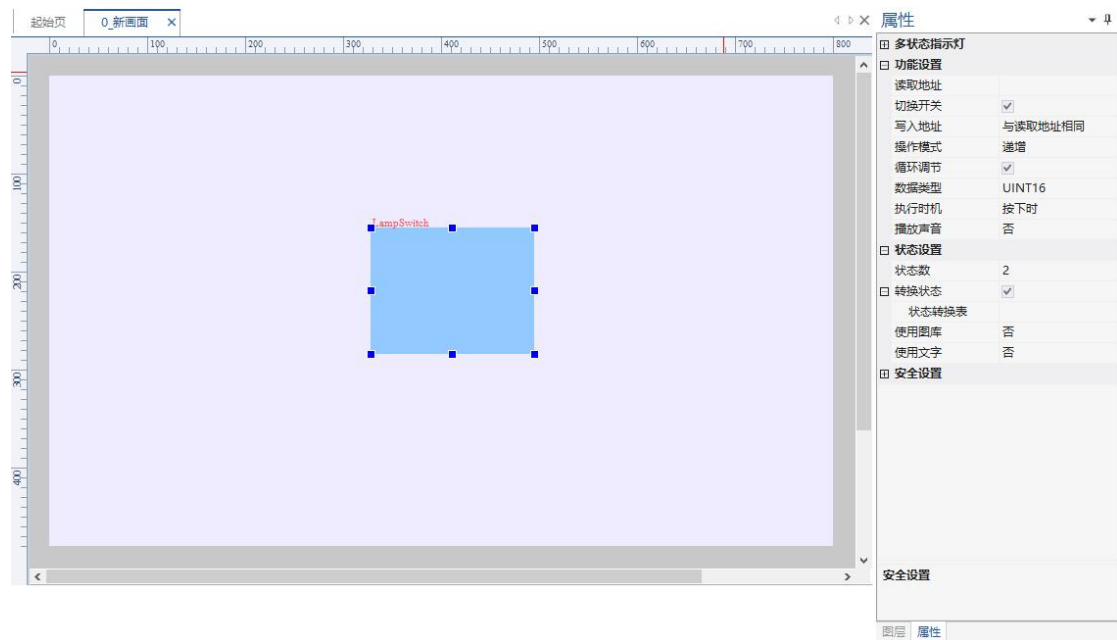 起始页 0_新画面
属性
0 100 200 300 400 500 600 700 800
0
100
200
300
400
LampSwitch
多状态指示灯
功能设置
读取地址
切换开关
写入地址 与读取地址相同
操作模式 递增
循环调节
数据类型 UINT16
执行时机 按下时
播放声音 否
状态设置
状态数 2
转换状态
状态转换表
使用图库 否
使用文字 否
安全设置
安全设置
图层 属性